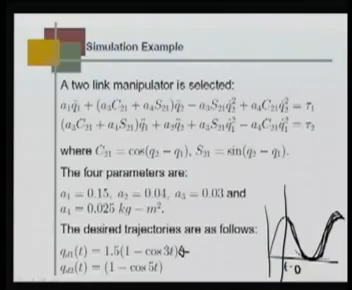 Simulation Example
A two link manipulator is selected:
a₁q̈₁ + (a₃C₂₁ + a₄S₂₁)q̈₂ − a₃S₂₁q̇₂² + a₄C₂₁q̇₂² = τ₁
(a₃C₂₁ + a₄S₂₁)q̈₁ + a₂q̈₂ + a₃S₂₁q̇₁² − a₄C₂₁q̇₁² = τ₂
where C₂₁ = cos(q₂ − q₁), S₂₁ = sin(q₂ − q₁).
The four parameters are:
a₁ = 0.15, a₂ = 0.04, a₃ = 0.03 and
a₄ = 0.025 kg − m².
The desired trajectories are as follows:
q_d1(t) = 1.5(1 − cos 3t)
q_d2(t) = (1 − cos 5t)